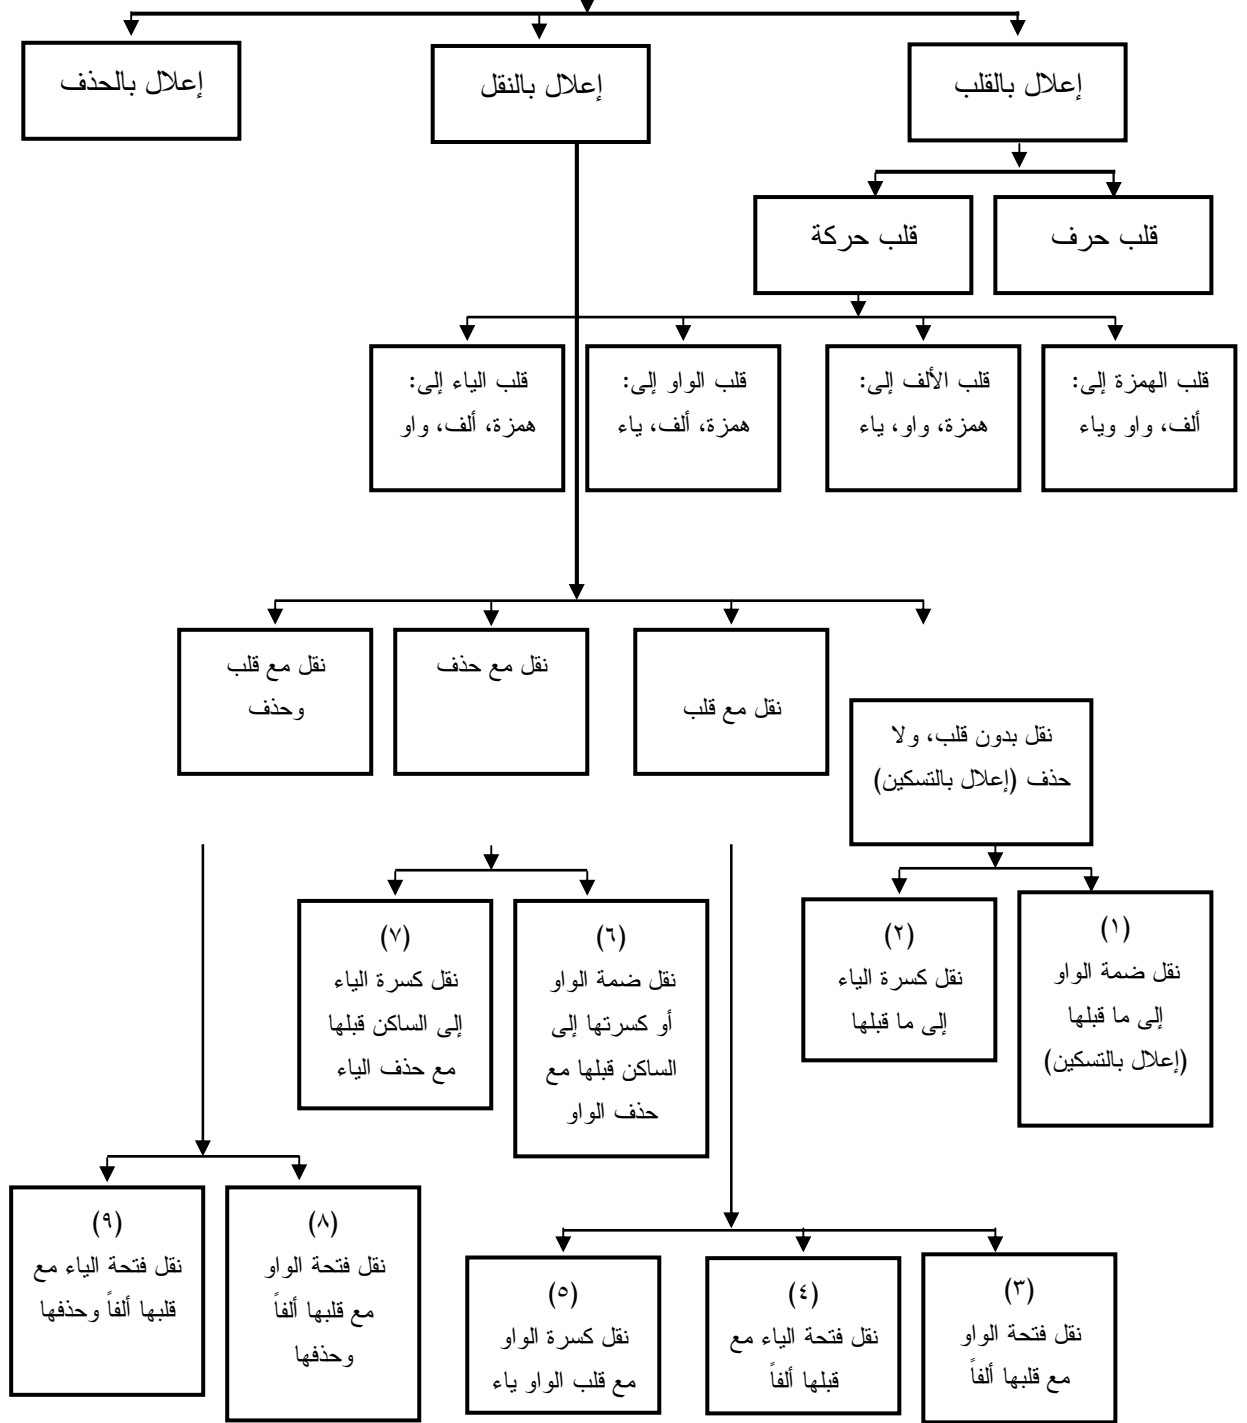 إعلال بالقلب
إعلال بالنقل
إعلال بالحذف
قلب حرف
قلب حركة
قلب الهمزة إلى:
ألف، واو وياء
قلب الألف إلى:
همزة، واو، ياء
قلب الواو إلى:
همزة، ألف، ياء
قلب الياء إلى:
همزة، ألف، واو
نقل بدون قلب، ولا
حذف (إعلال بالتسكين)
نقل مع قلب
نقل مع حذف
نقل مع قلب
وحذف
(١)
نقل ضمة الواو
إلى ما قبلها
(إعلال بالتسكين)
(٢)
نقل كسرة الياء
إلى ما قبلها
(٦)
نقل ضمة الواو
أو كسرتها إلى
الساكن قبلها مع
حذف الواو
(٧)
نقل كسرة الياء
إلى الساكن قبلها
مع حذف الياء
(٣)
نقل فتحة الواو
مع قلبها ألفاً
(٤)
نقل فتحة الياء مع
قبلها ألفاً
(٥)
نقل كسرة الواو
مع قلب الواو ياء
(٨)
نقل فتحة الواو
مع قلبها ألفاً
وحذفها
(٩)
نقل فتحة الياء مع
قلبها ألفاً وحذفها